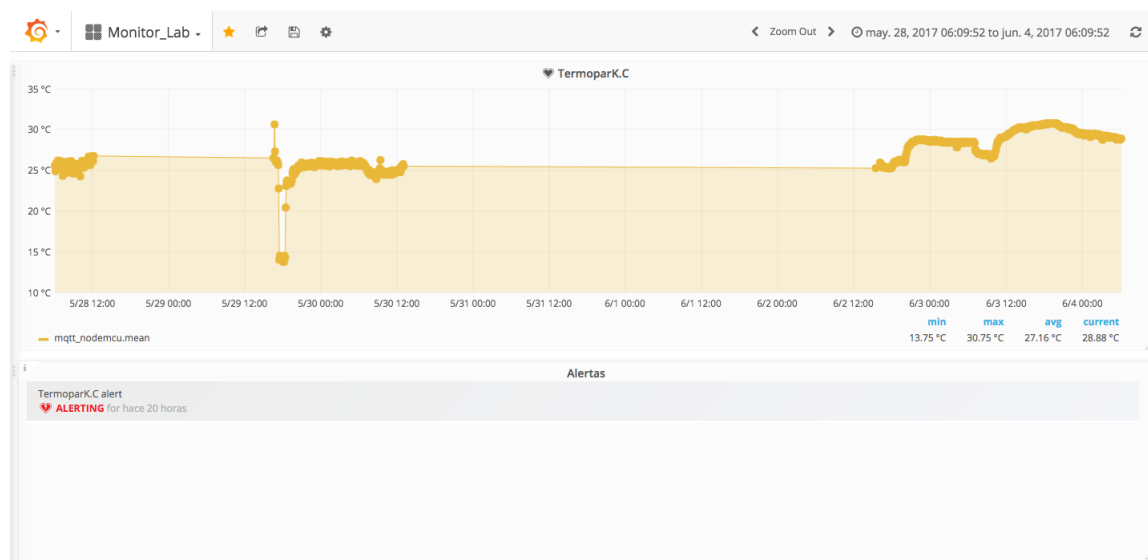 Monitor_Lab
Zoom Out
may. 28, 2017 06:09:52 to jun. 4, 2017 06:09:52
TermoparK.C
35 °C
30 °C
25 °C
20 °C
15 °C
10 °C
5/28 12:00 5/29 00:00 5/29 12:00 5/30 00:00 5/30 12:00 5/31 00:00 5/31 12:00 6/1 00:00 6/1 12:00 6/2 00:00 6/2 12:00 6/3 00:00 6/3 12:00 6/4 00:00
min max avg current
mqtt_nodemcu.mean 13.75 °C 30.75 °C 27.16 °C 28.88 °C
i
Alertas
TermoparK.C alert
ALERTING for hace 20 horas